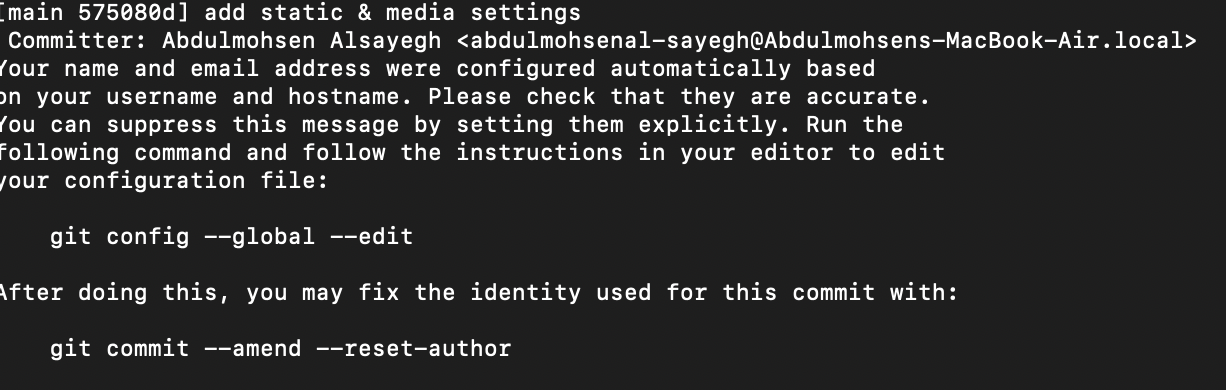 [main 575080d] add static & media settings
Committer: Abdulmohsen Alsayegh <abdulmohsenal-sayegh@Abdulmohsens-MacBook-Air.local>
Your name and email address were configured automatically based
on your username and hostname. Please check that they are accurate.
You can suppress this message by setting them explicitly. Run the
following command and follow the instructions in your editor to edit
your configuration file:
git config --global --edit
After doing this, you may fix the identity used for this commit with:
git commit --amend --reset-author